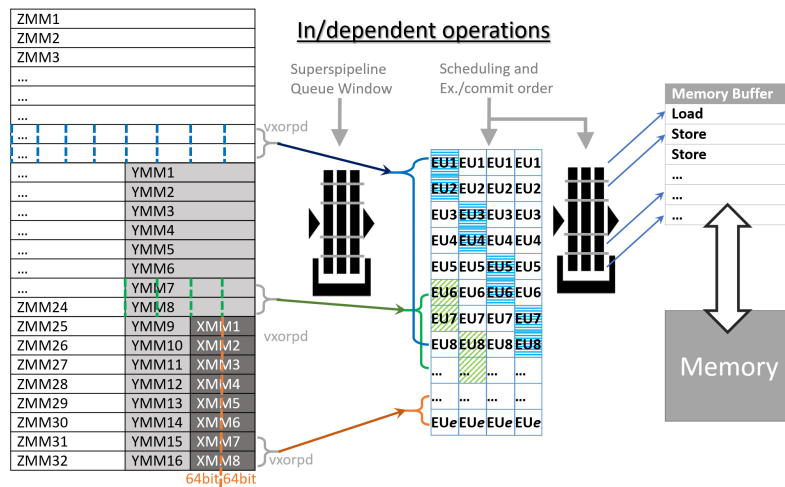 In/dependent operations
ZMM1
ZMM2
ZMM3
...
...
...
...
...
... YMM1
... YMM2
... YMM3
... YMM4
... YMM5
... YMM6
... YMM7
ZMM24 YMM8
ZMM25 YMM9 XMM1
ZMM26 YMM10 XMM2
ZMM27 YMM11 XMM3
ZMM28 YMM12 XMM4
ZMM29 YMM13 XMM5
ZMM30 YMM14 XMM6
ZMM31 YMM15 XMM7
ZMM32 YMM16 XMM8
64bit 64bit
vxorpd
vxorpd
vxorpd
Superspipeline
Queue Window
Scheduling and
Ex./commit order
EU1 EU1 EU1 EU1
EU2 EU2 EU2 EU2
EU3 EU3 EU3 EU3
EU4 EU4 EU4 EU4
EU5 EU5 EU5 EU5
EU6 EU6 EU6 EU6
EU7 EU7 EU7 EU7
EU8 EU8 EU8 EU8
... ... ... ...
... ... ... ...
EUe EUe EUe EUe
Memory Buffer
Load
Store
Store
...
...
...
Memory